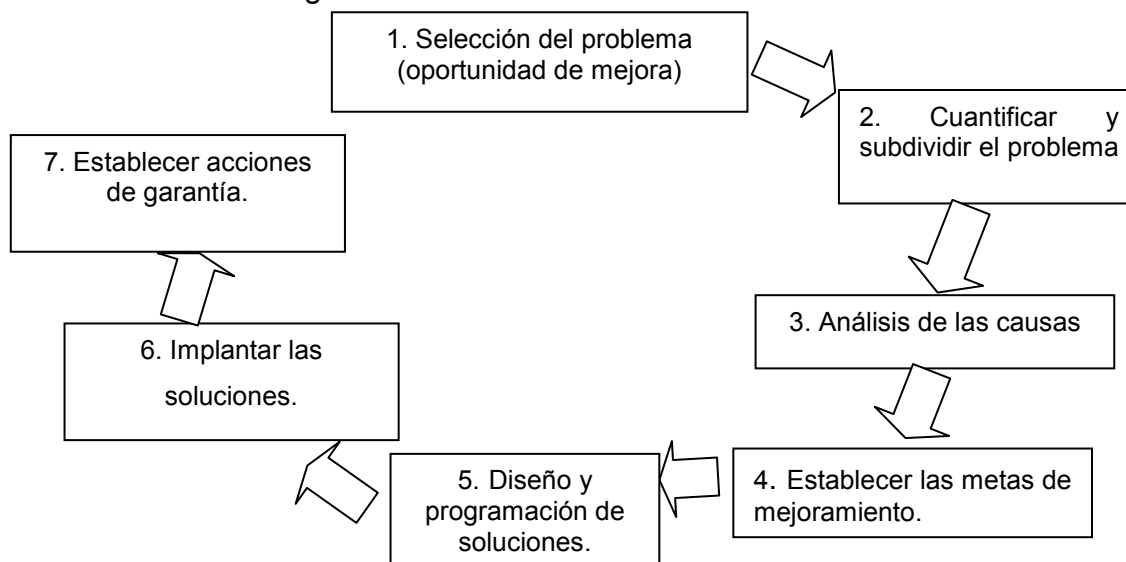 1. Selección del problema
(oportunidad de mejora)
2. Cuantificar y
subdividir el problema
3. Análisis de las causas
4. Establecer las metas de
mejoramiento.
5. Diseño y
programación de
soluciones.
6. Implantar las
soluciones.
7. Establecer acciones
de garantía.